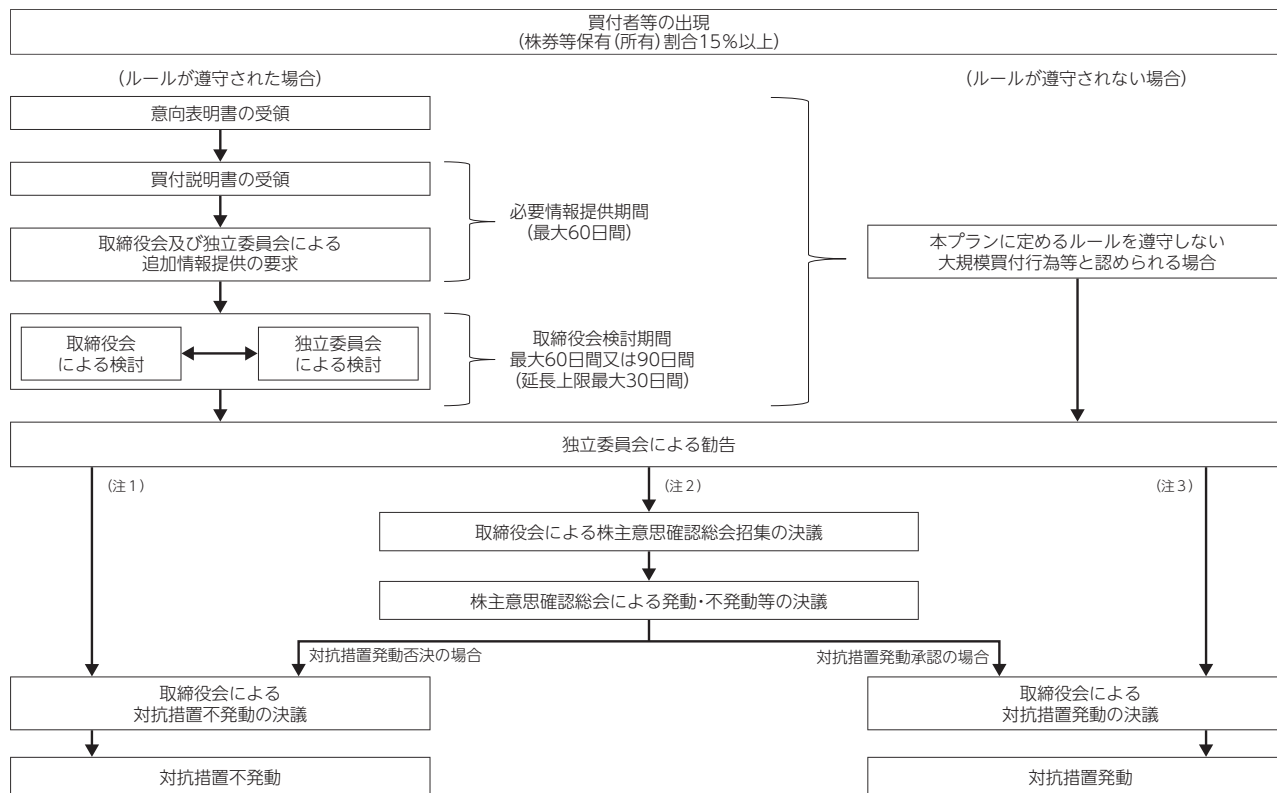 買付者等の出現
(株券等保有(所有)割合15%以上)
(ルールが遵守された場合)
(ルールが遵守されない場合)
意向表明書の受領
買付説明書の受領
必要情報提供期間
(最大60日間)
取締役会及び独立委員会による
追加情報提供の要求
本プランに定めるルールを遵守しない
大規模買付行為等と認められる場合
取締役会
による検討
独立委員会
による検討
取締役会検討期間
最大60日間又は90日間
(延長上限最大30日間)
独立委員会による勧告
(注1)
(注2)
(注3)
取締役会による株主意思確認総会招集の決議
株主意思確認総会による発動・不発動等の決議
対抗措置発動否決の場合
対抗措置発動承認の場合
取締役会による
対抗措置不発動の決議
取締役会による
対抗措置発動の決議
対抗措置不発動
対抗措置発動